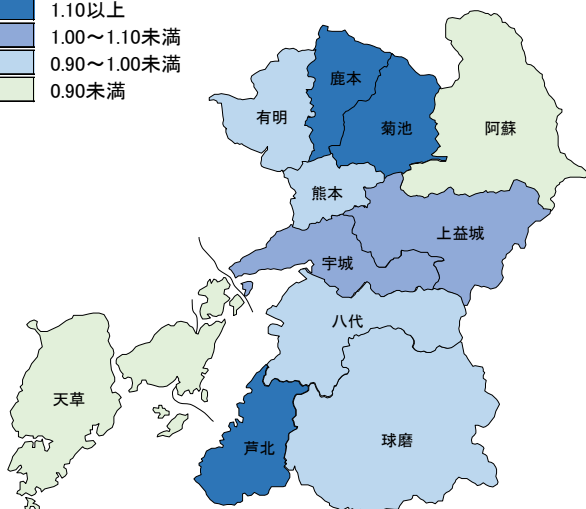 1.10以上
1.00～1.10未満
0.90～1.00未満
0.90未満
鹿本
有明
菊池
阿蘇
熊本
上益城
宇城
八代
天草
球磨
芦北